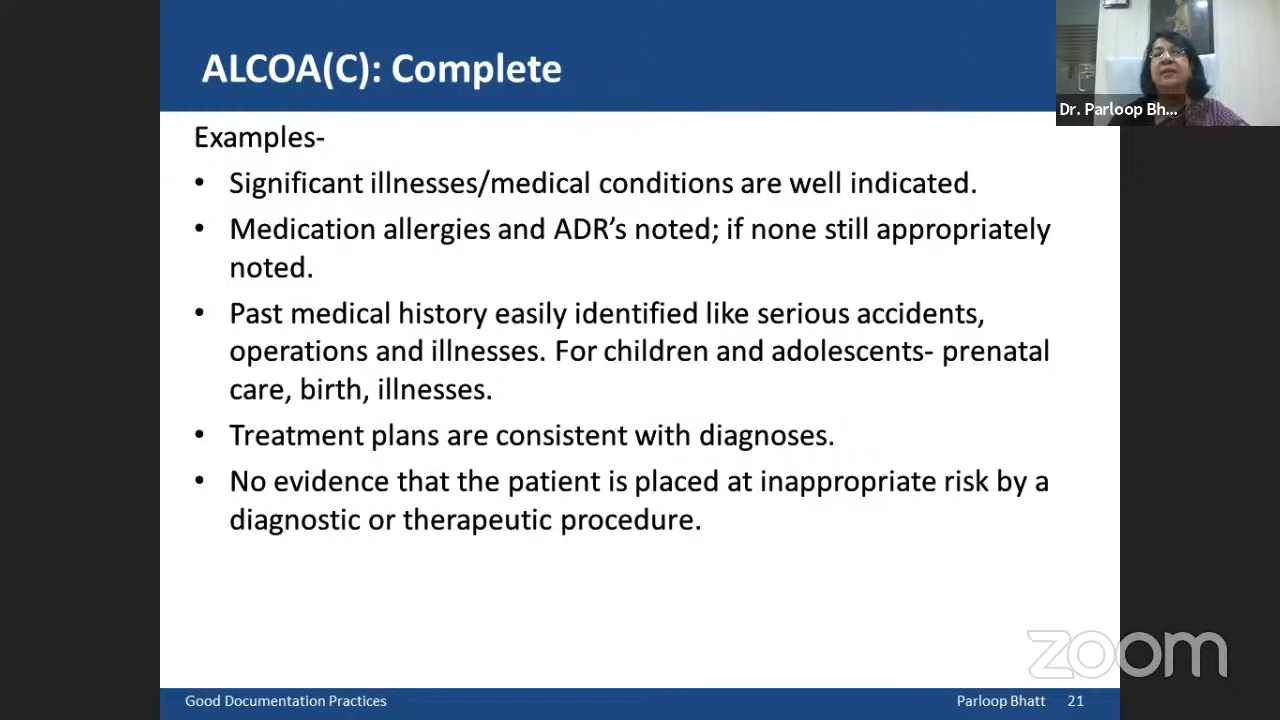 ALCOA(C): Complete
Dr. Parloop Bh...
Examples-
• Significant illnesses/medical conditions are well indicated.
• Medication allergies and ADR’s noted; if none still appropriately
noted.
• Past medical history easily identified like serious accidents,
operations and illnesses. For children and adolescents- prenatal
care, birth, illnesses.
• Treatment plans are consistent with diagnoses.
• No evidence that the patient is placed at inappropriate risk by a
diagnostic or therapeutic procedure.
zoom
Good Documentation Practices
Parloop Bhatt 21